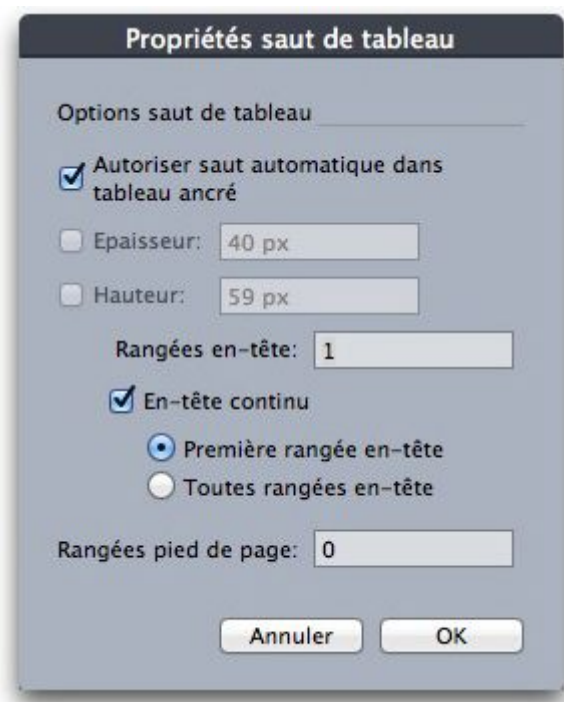 Propriétés saut de tableau
Options saut de tableau
Autoriser saut automatique dans
tableau ancré
Epaisseur: 40 px
Hauteur: 59 px
Rangées en-tête: 1
En-tête continu
Première rangée en-tête
Toutes rangées en-tête
Rangées pied de page: 0
Annuler OK